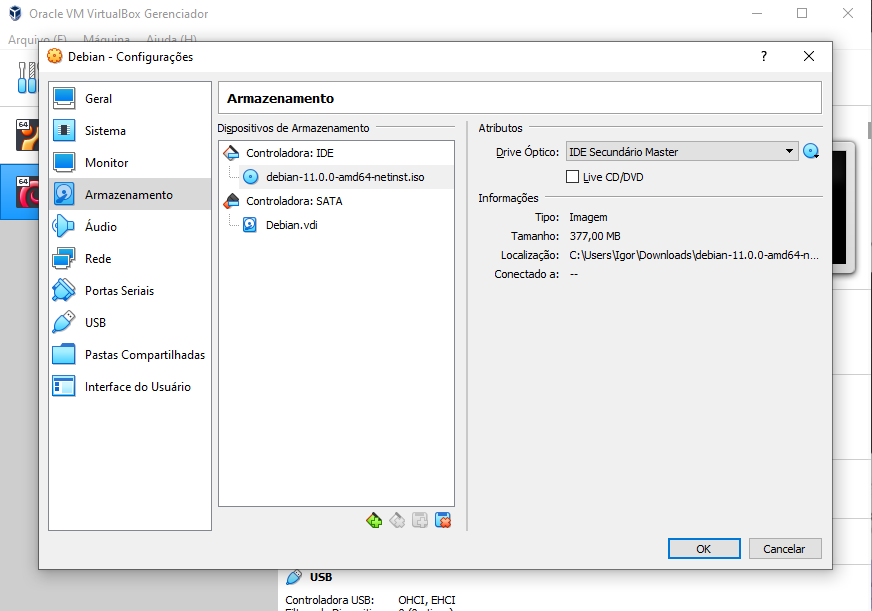 Oracle VM VirtualBox Gerenciador
Arquivo (F) Máquina Ajuda (H)
Debian - Configurações
?
64
64
Geral
Sistema
Monitor
Armazenamento
Áudio
Rede
Portas Seriais
USB
Pastas Compartilhadas
Interface do Usuário
Armazenamento
Dispositivos de Armazenamento
Controladora: IDE
debian-11.0.0-amd64-netinst.iso
Controladora: SATA
Debian.vdi
Atributos
Drive Óptico: IDE Secundário Master
Live CD/DVD
Informações
Tipo: Imagem
Tamanho: 377,00 MB
Localização: C:\Users\Igor\Downloads\debian-11.0.0-amd64-n...
Conectado a: --
OK Cancelar
USB
Controladora USB: OHCI, EHCI